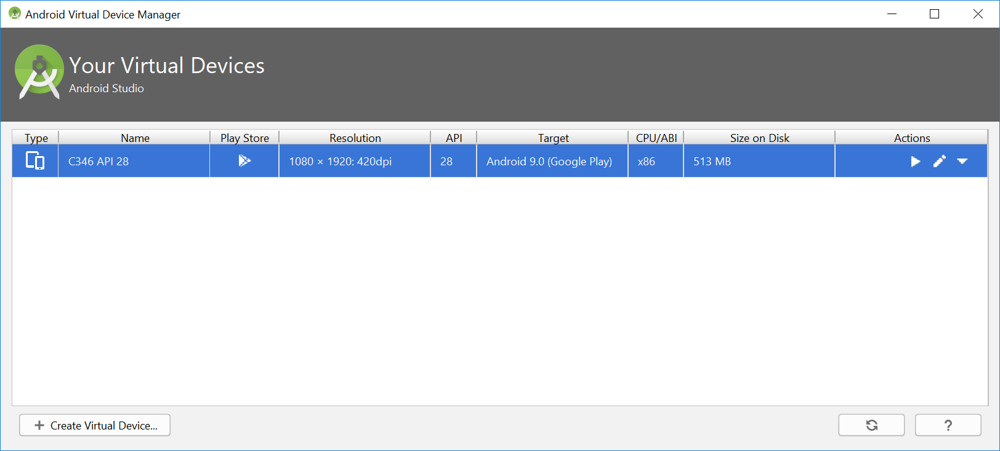 Android Virtual Device Manager
Your Virtual Devices
Android Studio
Type Name Play Store Resolution API Target CPU/ABI Size on Disk Actions
C346 API 28 1080 × 1920: 420dpi 28 Android 9.0 (Google Play) x86 513 MB
+ Create Virtual Device... ?